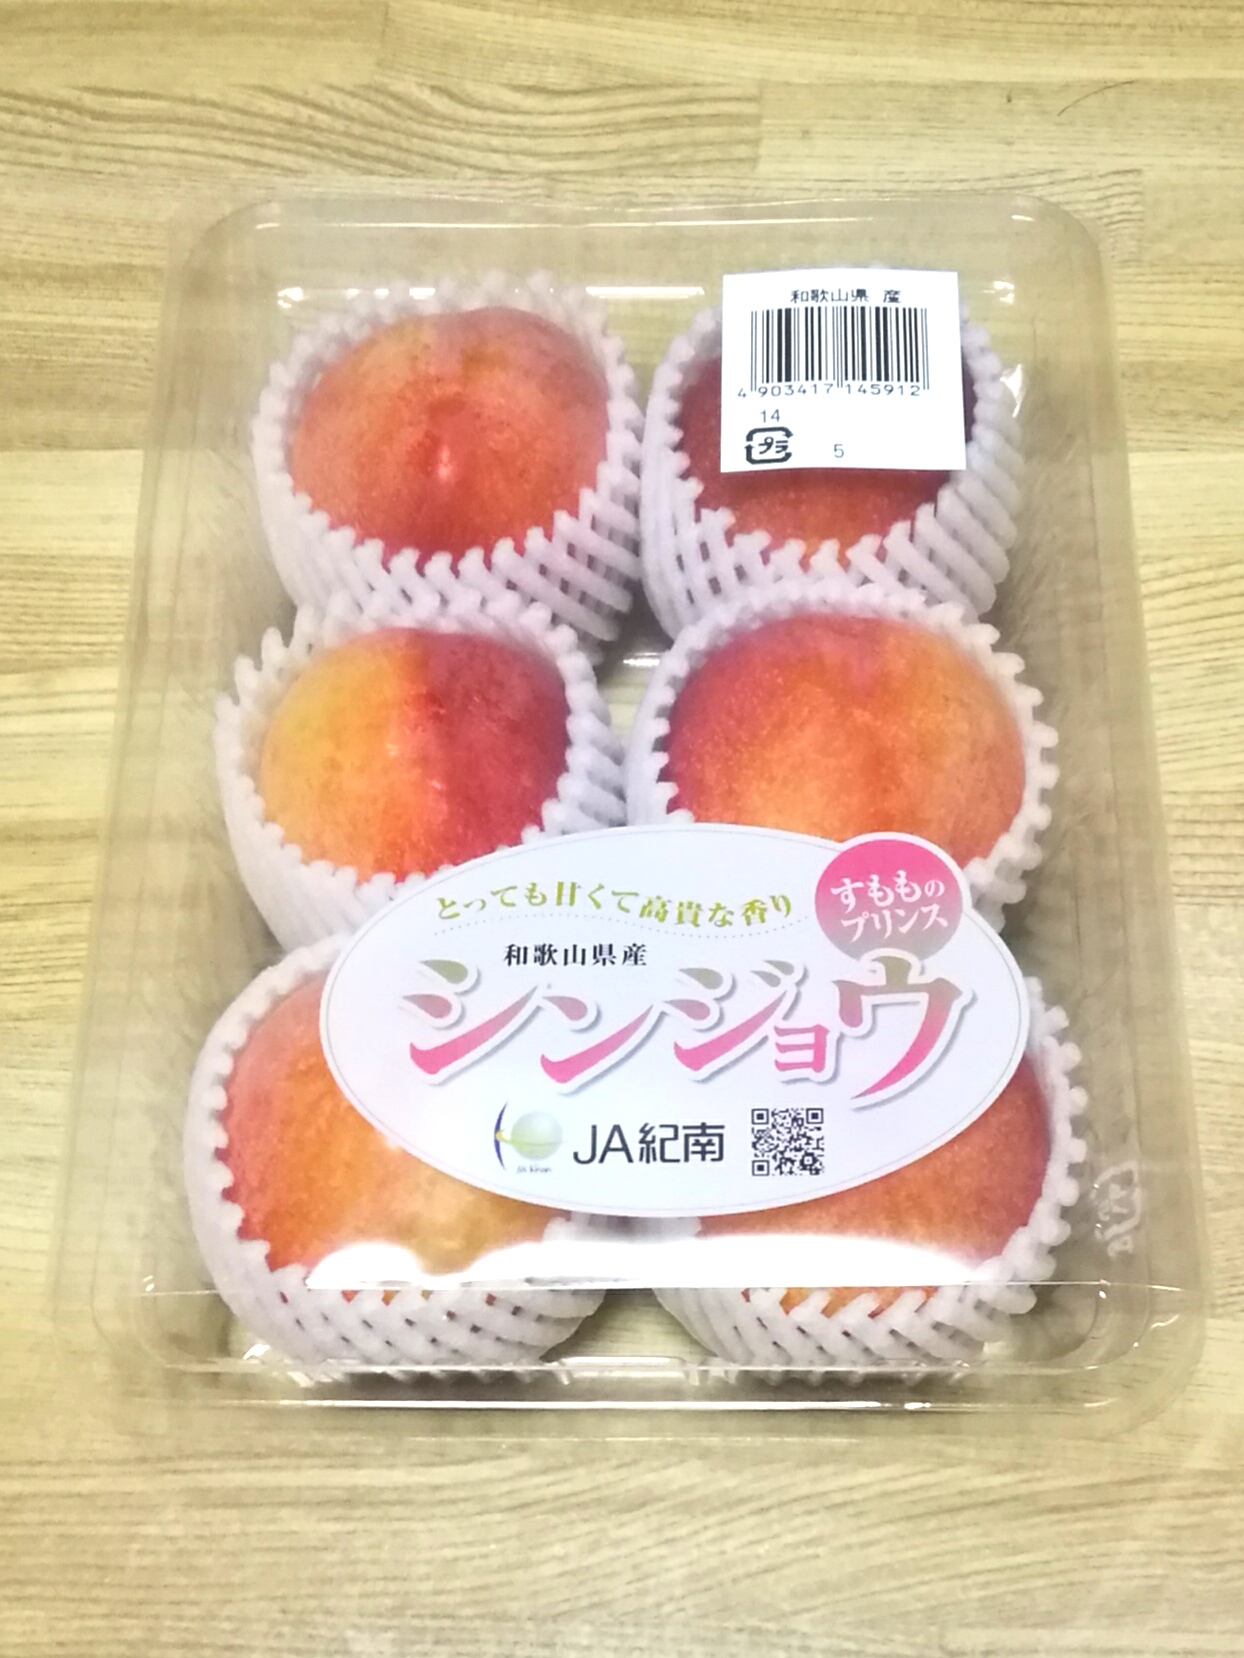 和歌山県 産
4 903417 145912
14
プラ
5
とっても甘くて高貴な香り
すももの
プリンス
和歌山県産
シンジョウ
JA紀南